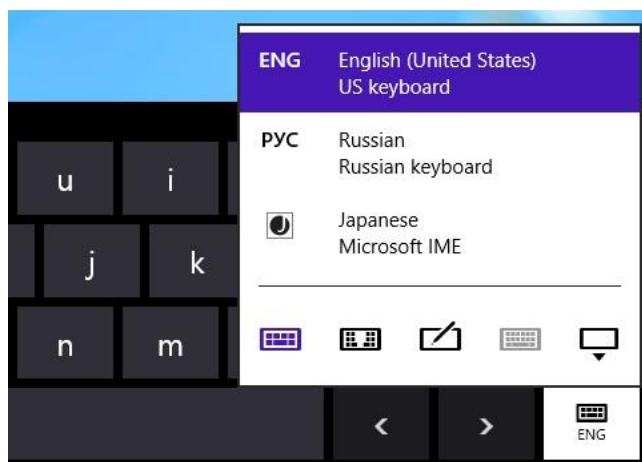 ENG English (United States)
US keyboard
РУС Russian
Russian keyboard
Japanese
Microsoft IME
u i
j k
n m
< >
ENG